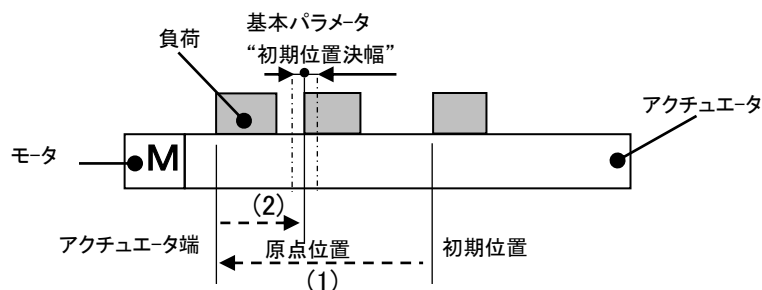 基本パラメータ
“初期位置決幅”
負荷
アクチュエータ
モータ
M
(2)
アクチュエータ端
原点位置
初期位置
(1)